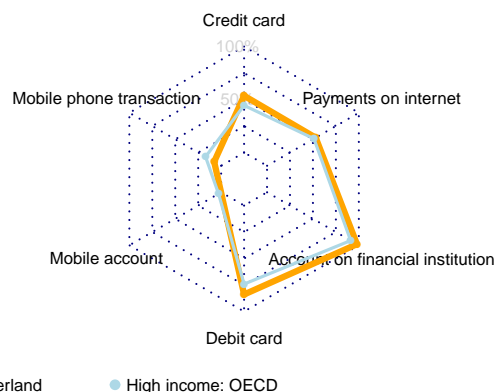 Credit card
100%
Mobile phone transaction
50%
Payments on internet
Mobile account
Account on financial institution
Debit card
erland
High income: OECD